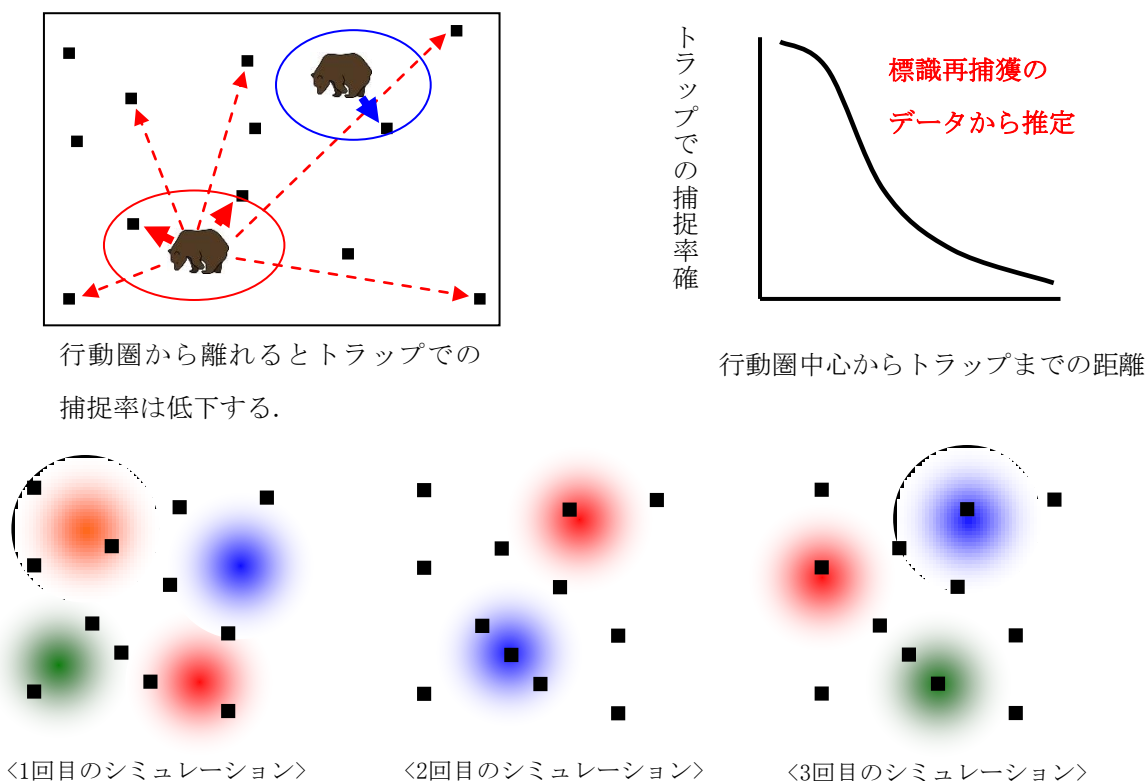 トラップでの捕捉率確
標識再捕獲の
データから推定
行動圏から離れるとトラップでの
捕捉率は低下する.
行動圏中心からトラップまでの距離
<1回目のシミュレーション>
<2回目のシミュレーション>
<3回目のシミュレーション>